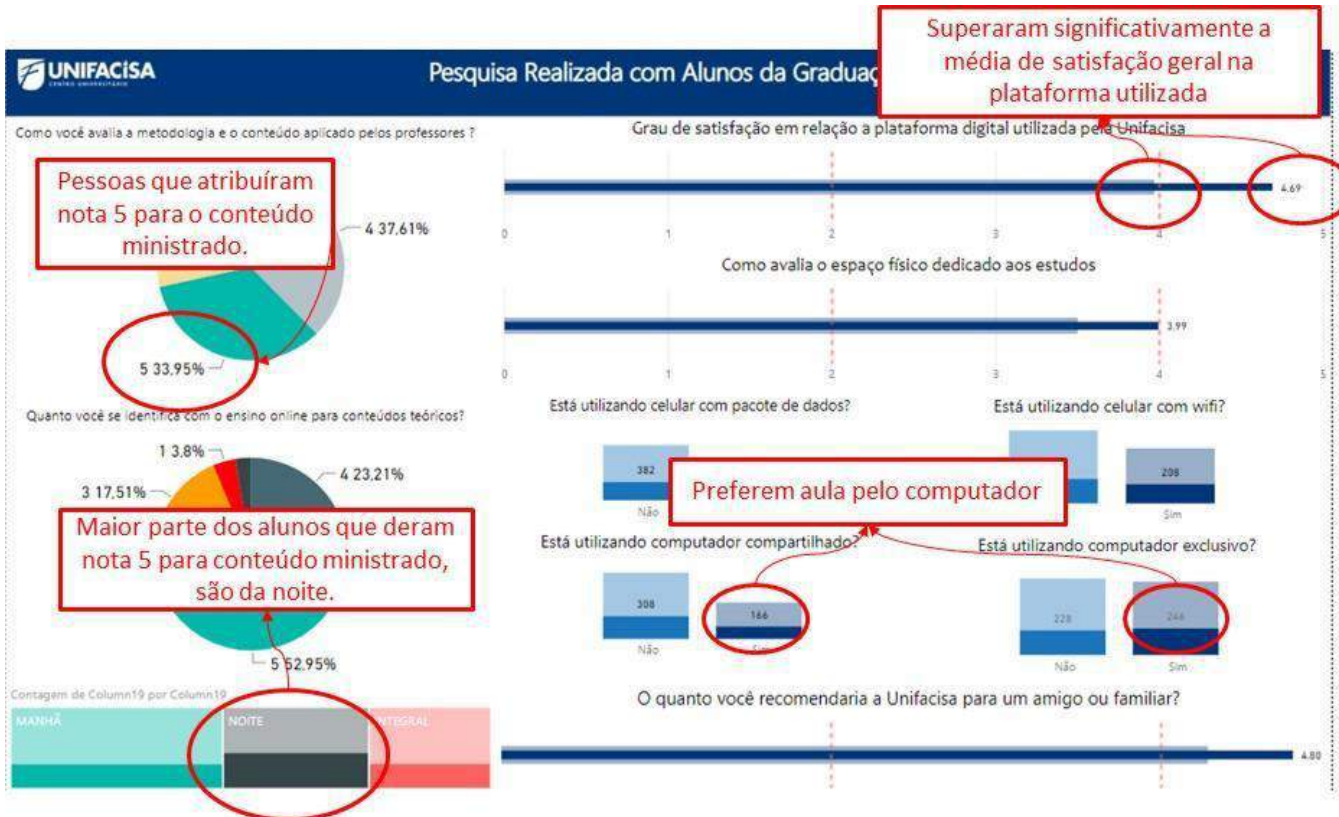 UNIFACISA
CENTRO UNIVERSITÁRIO
Pesquisa Realizada com Alunos da Graduaç
Superaram significativamente a
média de satisfação geral na
plataforma utilizada
Como você avalia a metodologia e o conteúdo aplicado pelos professores ?
Pessoas que atribuíram
nota 5 para o conteúdo
ministrado.
4 37,61%
5 33,95%
Grau de satisfação em relação a plataforma digital utilizada pela Unifacisa
4.69
0 1 2 3 4 5
Como avalia o espaço físico dedicado aos estudos
3.99
0 1 2 3 4 5
Quanto você se identifica com o ensino online para conteúdos teóricos?
1 3.8%
4 23,21%
3 17,51%
Maior parte dos alunos que deram
nota 5 para conteúdo ministrado,
são da noite.
5 52.95%
Está utilizando celular com pacote de dados?
382
Não
Está utilizando celular com wifi?
208
Sim
Preferem aula pelo computador
Está utilizando computador compartilhado?
308
166
Não
Sim
Está utilizando computador exclusivo?
228
246
Não
Sim
Contagem de Column19 por Column19
MANHÃ
NOITE
NTEGRAL
O quanto você recomendaria a Unifacisa para um amigo ou familiar?
4.80